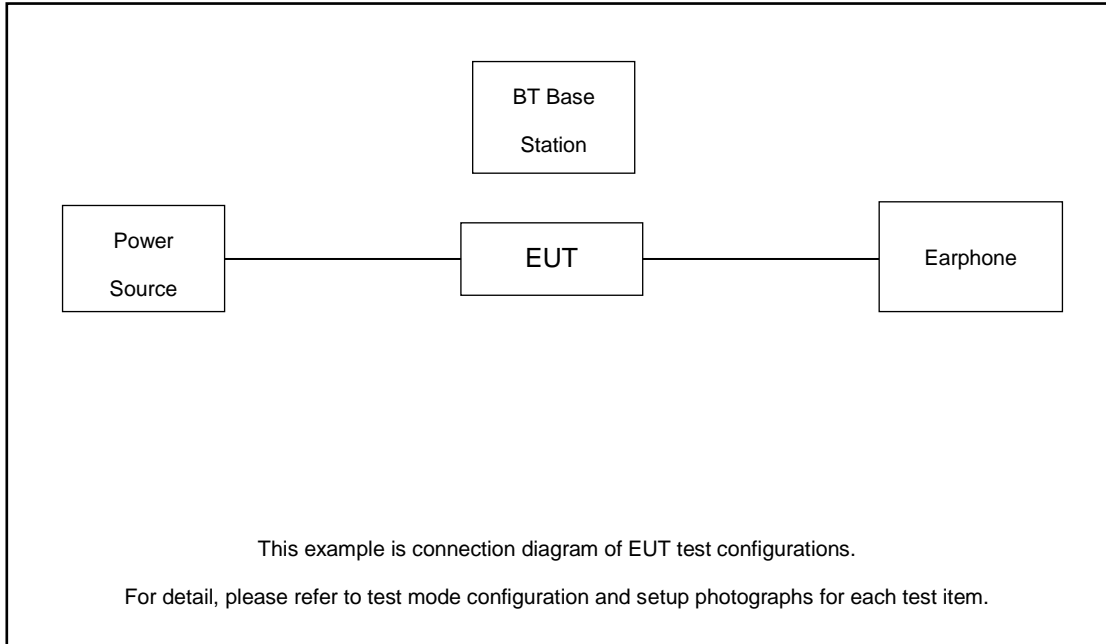 BT Base
Station
Power
Source
EUT
Earphone
This example is connection diagram of EUT test configurations.
For detail, please refer to test mode configuration and setup photographs for each test item.